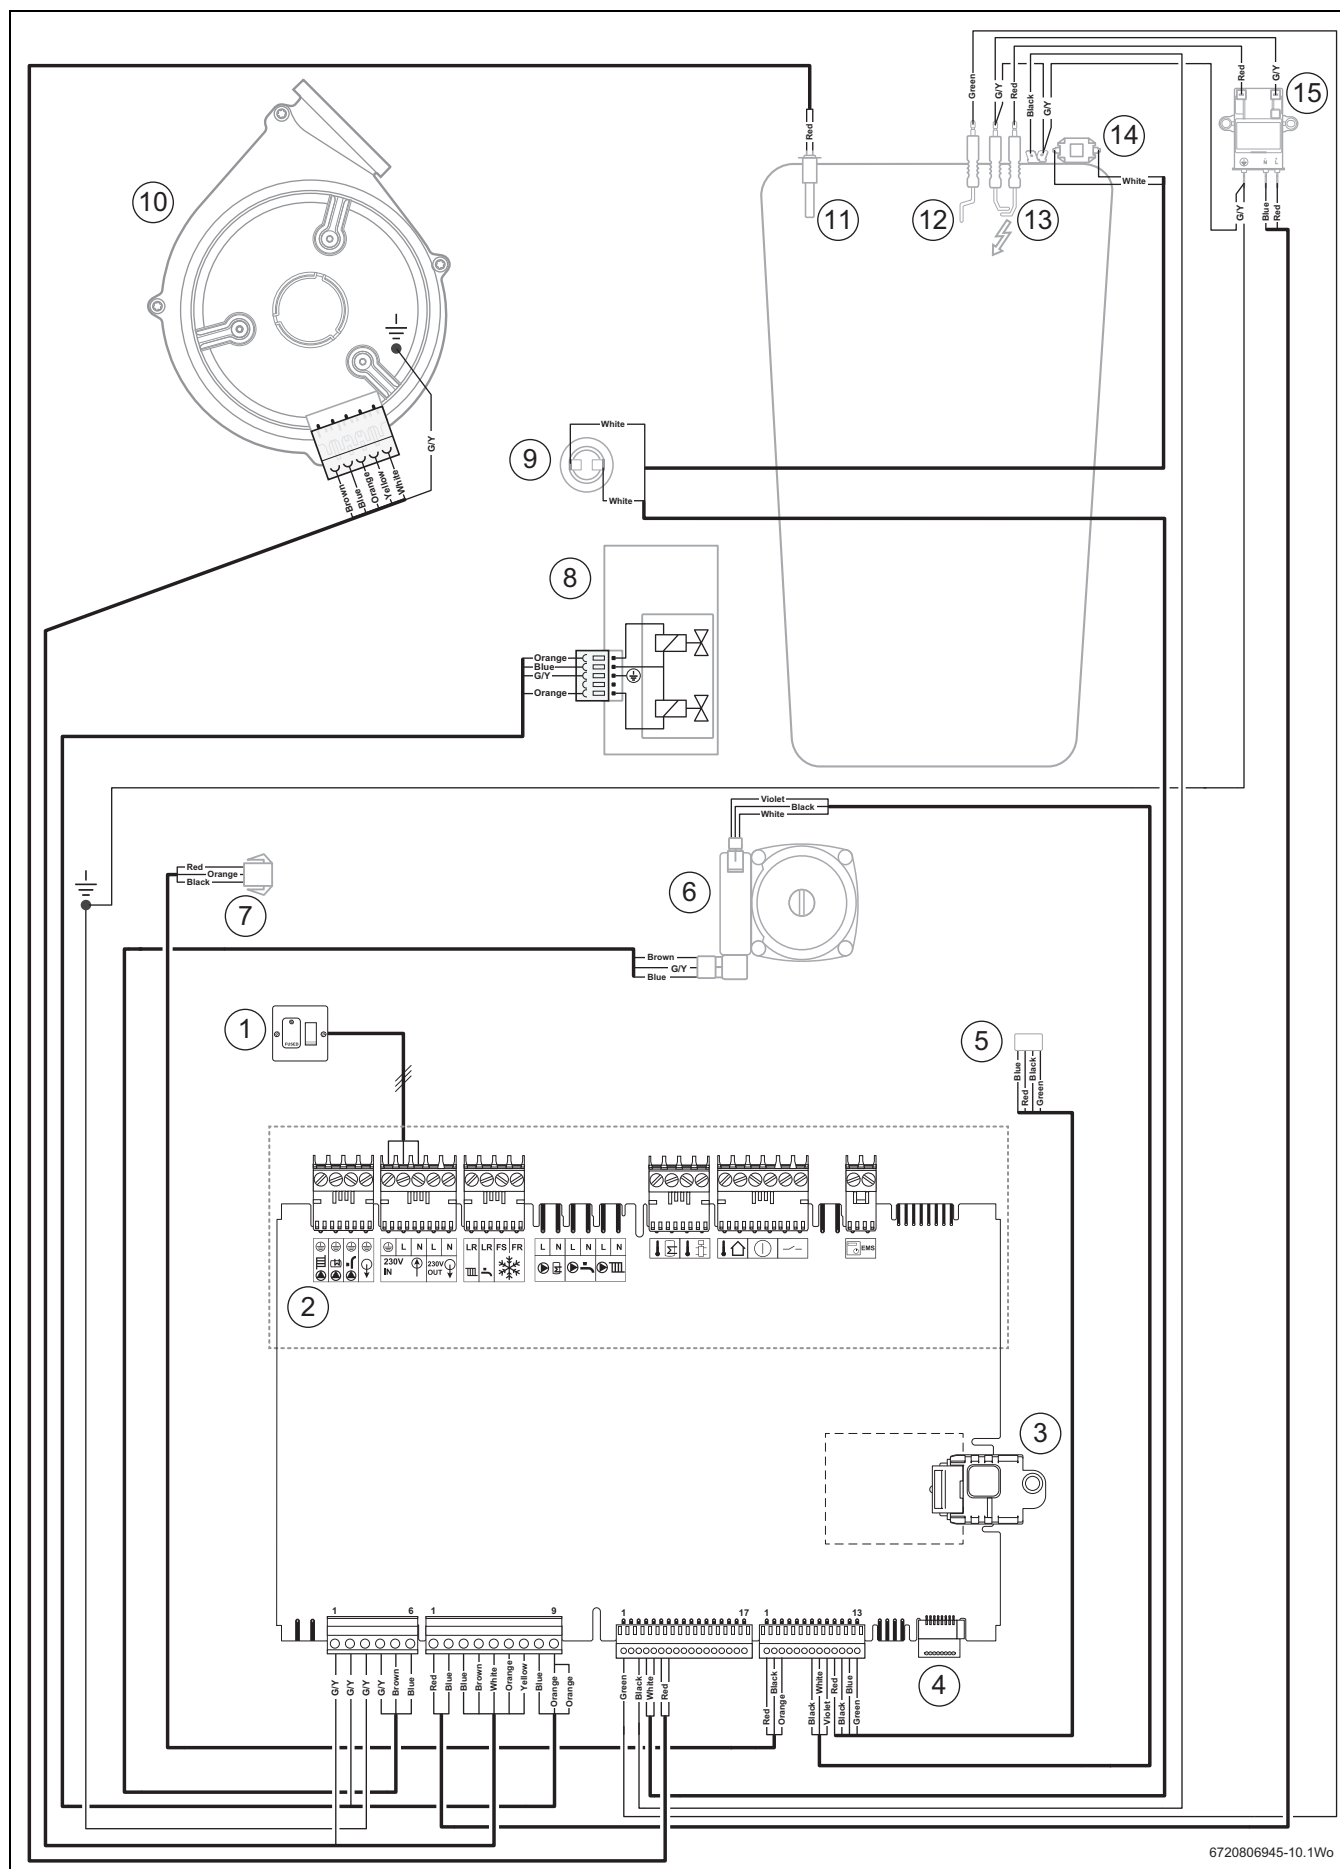 Green
G/Y
Red
Black
G/Y
Red
G/Y
15
14
White
Red
10
11
12
13
G/Y
Blue
Red
N
L
G/Y
White
9
White
Brown
Blue
Orange
Yellow
White
8
Orange
Blue
G/Y
Orange
Violet
Black
White
Red
Orange
Black
7
6
Brown
G/Y
Blue
1
FUSED
5
Blue
Red
Black
Green
L N L N
230V IN
230V OUT
LR LR FS FR
L N L N L N
EMS
2
3
1 6 1 9 1 17 1 13
4
G/Y
G/Y
G/Y
G/Y
Brown
Blue
Red
Blue
Blue
Brown
White
Orange
Yellow
Blue
Orange
Orange
Green
Black
White
Red
Red
Black
Orange
Black
White
Violet
Red
Black
Blue
Green
6720806945-10.1Wo